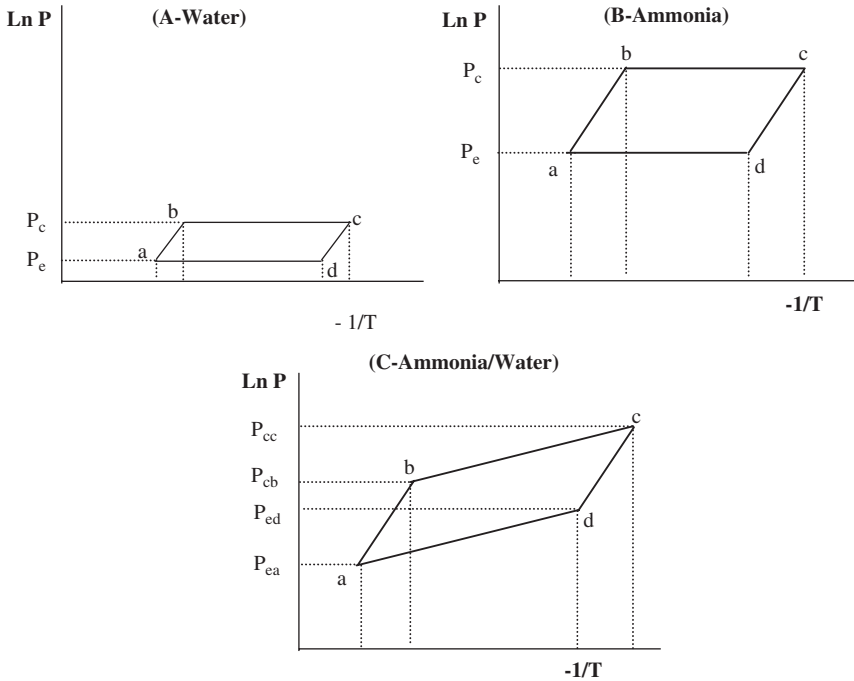 Ln P
(A-Water)
P_c
P_e
a
b
c
d
- 1/T
Ln P
(B-Ammonia)
P_c
P_e
a
b
c
d
-1/T
Ln P
(C-Ammonia/Water)
P_cc
P_cb
P_ed
P_ea
a
b
c
d
-1/T